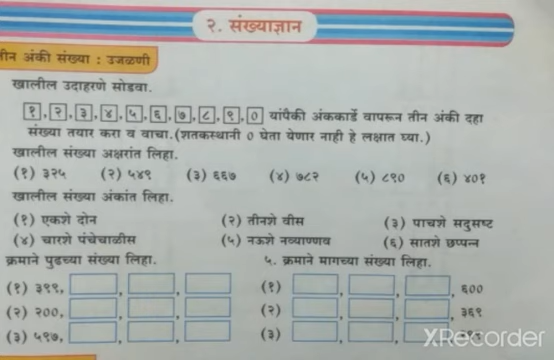 २. संख्याज्ञान
तीन अंकी संख्या : उजळणी
खालील उदाहरणे सोडवा.
१, २, ३, ४, ५, ६, ७, ८, ९, ० यांपैकी अंककार्डे वापरून तीन अंकी दहा
संख्या तयार करा व वाचा. (शतकस्थानी ० घेता येणार नाही हे लक्षात घ्या.)
खालील संख्या अक्षरांत लिहा.
(१) ३२५ (२) ५४९ (३) ६६७ (४) ७८२ (५) ८९० (६) ४०१
खालील संख्या अंकांत लिहा.
(१) एकशे दोन (२) तीनशे वीस (३) पाचशे सदुसष्ट
(४) चारशे पंचेचाळीस (५) नऊशे नव्याण्णव (६) सातशे छप्पन्न
क्रमाने पुढच्या संख्या लिहा. ५. क्रमाने मागच्या संख्या लिहा.
(१) ३९९, , , (१) , , , ६००
(२) २००, , , (२) , , , ३६९
(३) ५९७, , , (३) , , ,
XRecorder